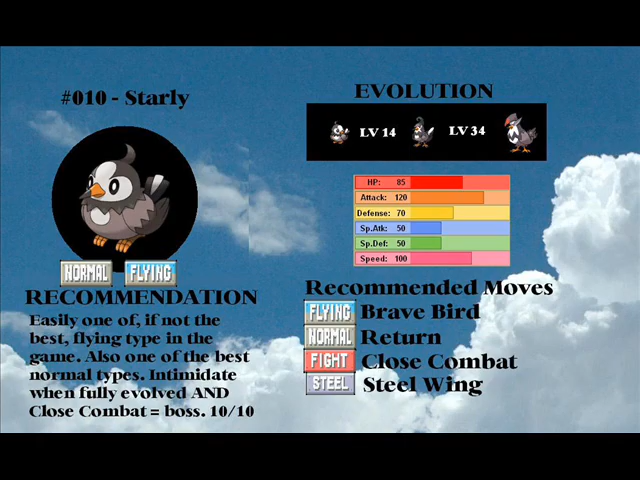 #010 - Starly
NORMAL FLYING
RECOMMENDATION
Easily one of, if not the
best, flying type in the
game. Also one of the best
normal types. Intimidate
when fully evolved AND
Close Combat = boss. 10/10
EVOLUTION
LV 14 LV 34
HP: 85
Attack: 120
Defense: 70
Sp.Atk: 50
Sp.Def: 50
Speed: 100
Recommended Moves
FLYING Brave Bird
NORMAL Return
FIGHT Close Combat
STEEL Steel Wing